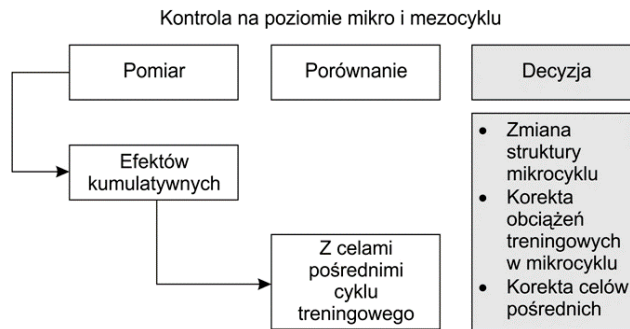 Kontrola na poziomie mikro i mezocyklu
Pomiar
Porównanie
Decyzja
Efektów
kumulatywnych
Z celami
pośrednimi
cyklu
treningowego
• Zmiana
struktury
mikrocyklu
• Korekta
obciążeń
treningowych
w mikrocyklu
• Korekta celów
pośrednich